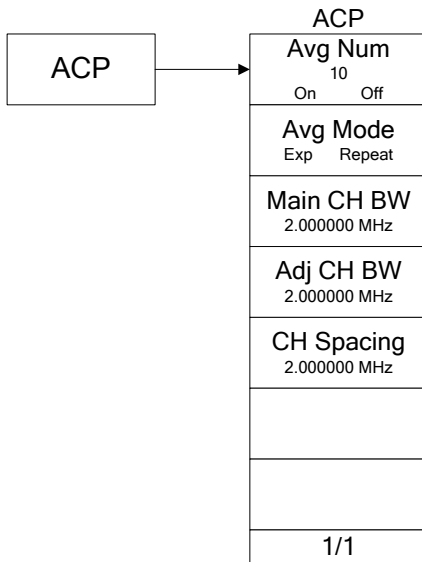 ACP
ACP
Avg Num
10
On Off
Avg Mode
Exp Repeat
Main CH BW
2.000000 MHz
Adj CH BW
2.000000 MHz
CH Spacing
2.000000 MHz
1/1